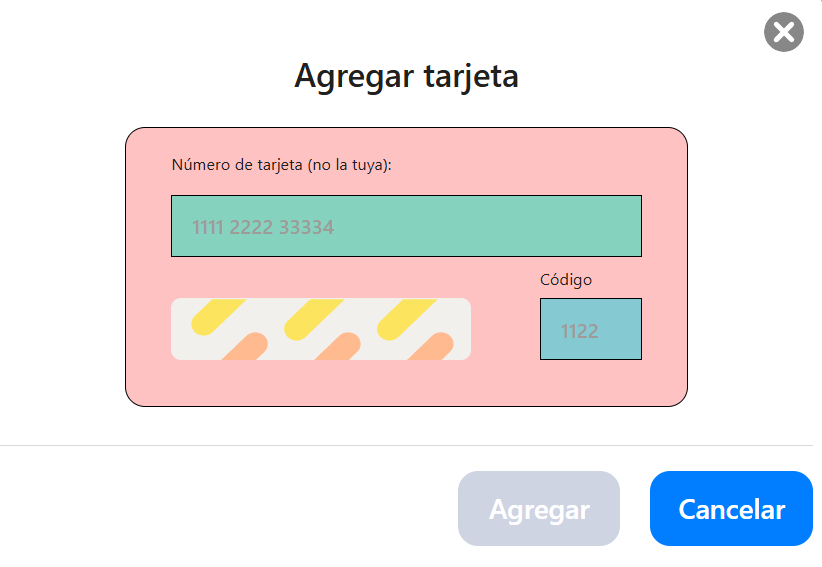 Agregar tarjeta
Número de tarjeta (no la tuya):
1111 2222 33334
Código
1122
Agregar
Cancelar